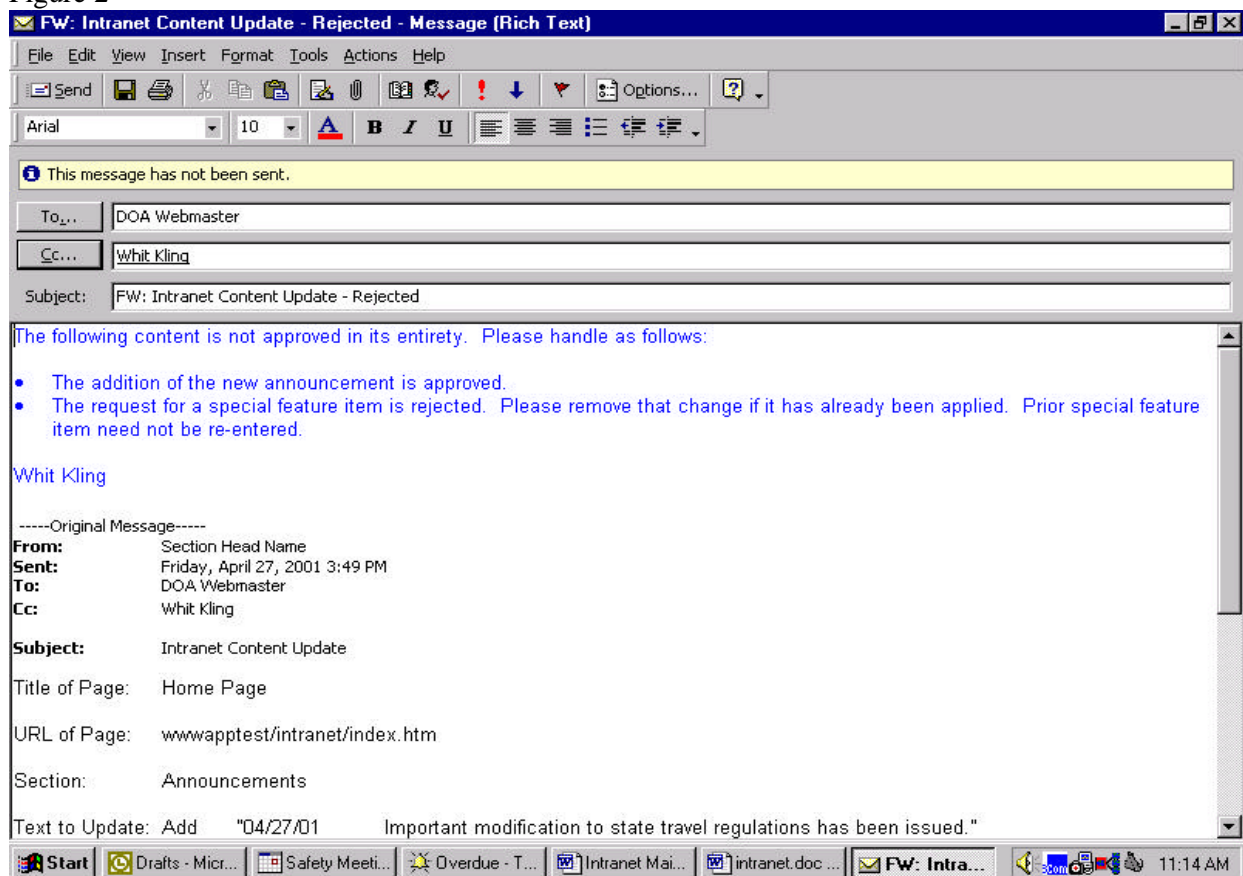 Figure 2
FW: Intranet Content Update - Rejected - Message (Rich Text)
File Edit View Insert Format Tools Actions Help
Send Options...
Arial 10 A B I U
This message has not been sent.
To... DOA Webmaster
Cc... Whit Kling
Subject: FW: Intranet Content Update - Rejected
The following content is not approved in its entirety. Please handle as follows:
• The addition of the new announcement is approved.
• The request for a special feature item is rejected. Please remove that change if it has already been applied. Prior special feature
item need not be re-entered.
Whit Kling
-----Original Message-----
From: Section Head Name
Sent: Friday, April 27, 2001 3:49 PM
To: DOA Webmaster
Cc: Whit Kling
Subject: Intranet Content Update
Title of Page: Home Page
URL of Page: wwwapptest/intranet/index.htm
Section: Announcements
Text to Update: Add "04/27/01 Important modification to state travel regulations has been issued."
Start Drafts - Micr... Safety Meeti... Overdue - T... Intranet Mai... intranet.doc ... FW: Intra... 3com 11:14 AM